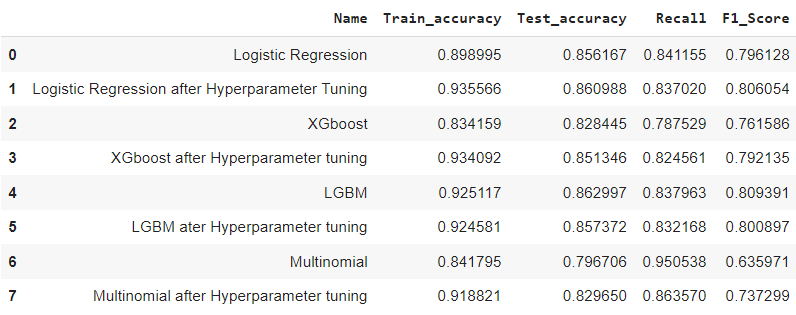 Name Train_accuracy Test_accuracy Recall F1_Score
0 Logistic Regression 0.898995 0.856167 0.841155 0.796128
1 Logistic Regression after Hyperparameter Tuning 0.935566 0.860988 0.837020 0.806054
2 XGboost 0.834159 0.828445 0.787529 0.761586
3 XGboost after Hyperparameter tuning 0.934092 0.851346 0.824561 0.792135
4 LGBM 0.925117 0.862997 0.837963 0.809391
5 LGBM ater Hyperparameter tuning 0.924581 0.857372 0.832168 0.800897
6 Multinomial 0.841795 0.796706 0.950538 0.635971
7 Multinomial after Hyperparameter tuning 0.918821 0.829650 0.863570 0.737299